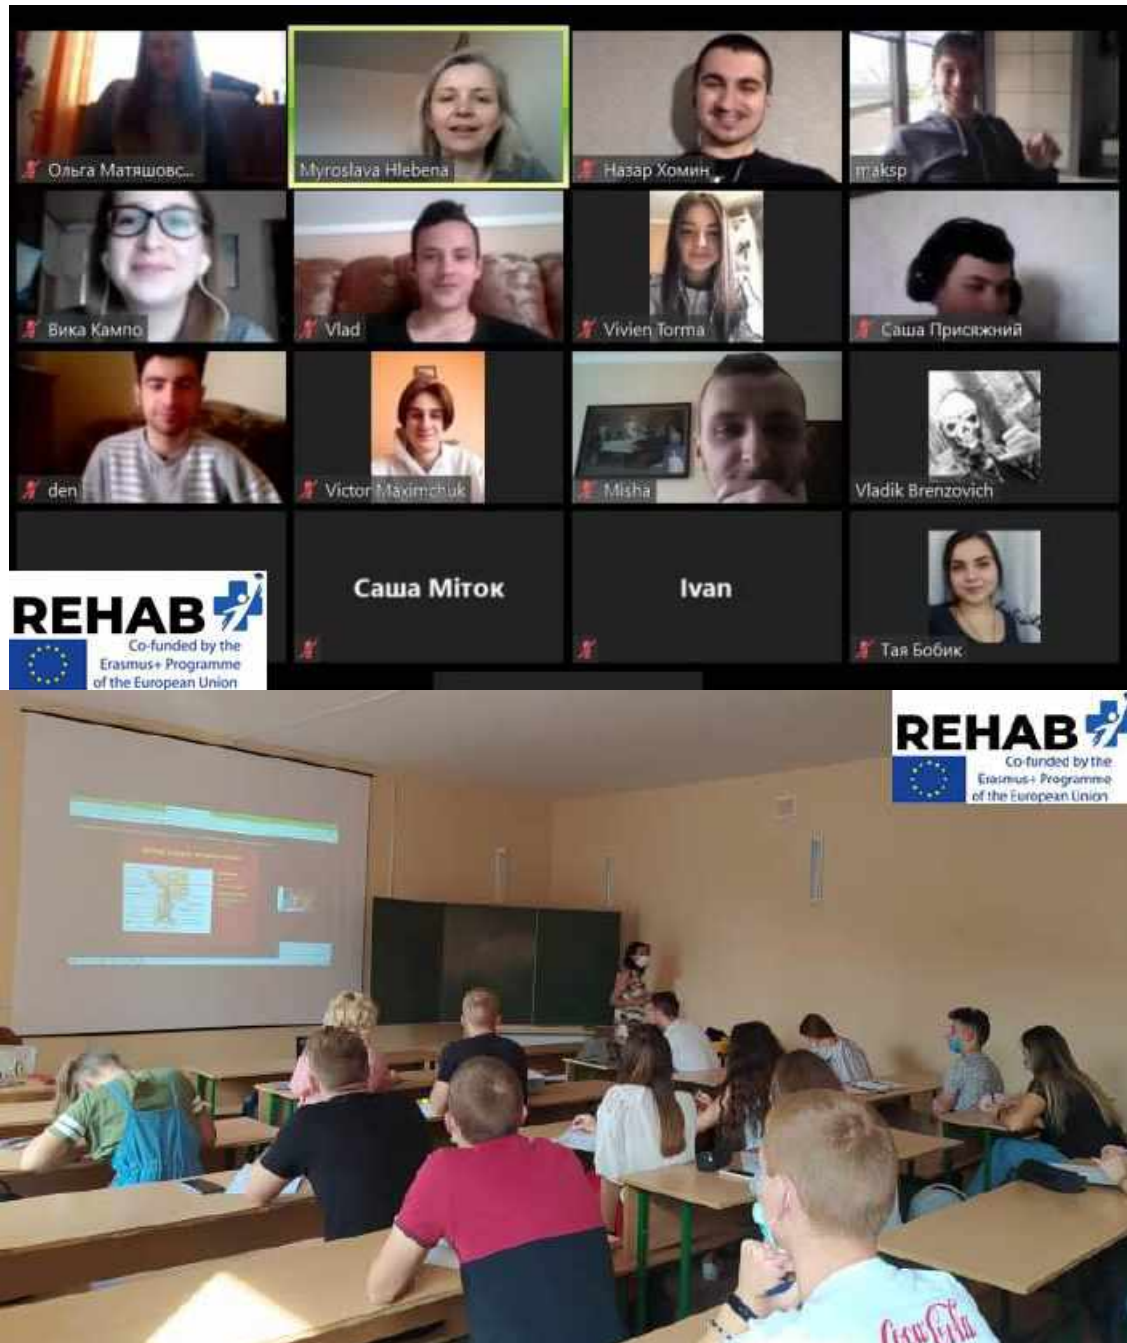 Ольга Матяшовс...
Myroslava Hlebena
Назар Хомин
maksp
Вика Кампо
Vlad
Vivien Torma
Саша Присяжний
den
Victor Maximchuk
Misha
Vladik Brenzovich
Саша Міток
Ivan
Тая Бобик
REHAB
Co-funded by the
Erasmus+ Programme
of the European Union
REHAB
Co-funded by the
Erasmus+ Programme
of the European Union
Coca-Cola